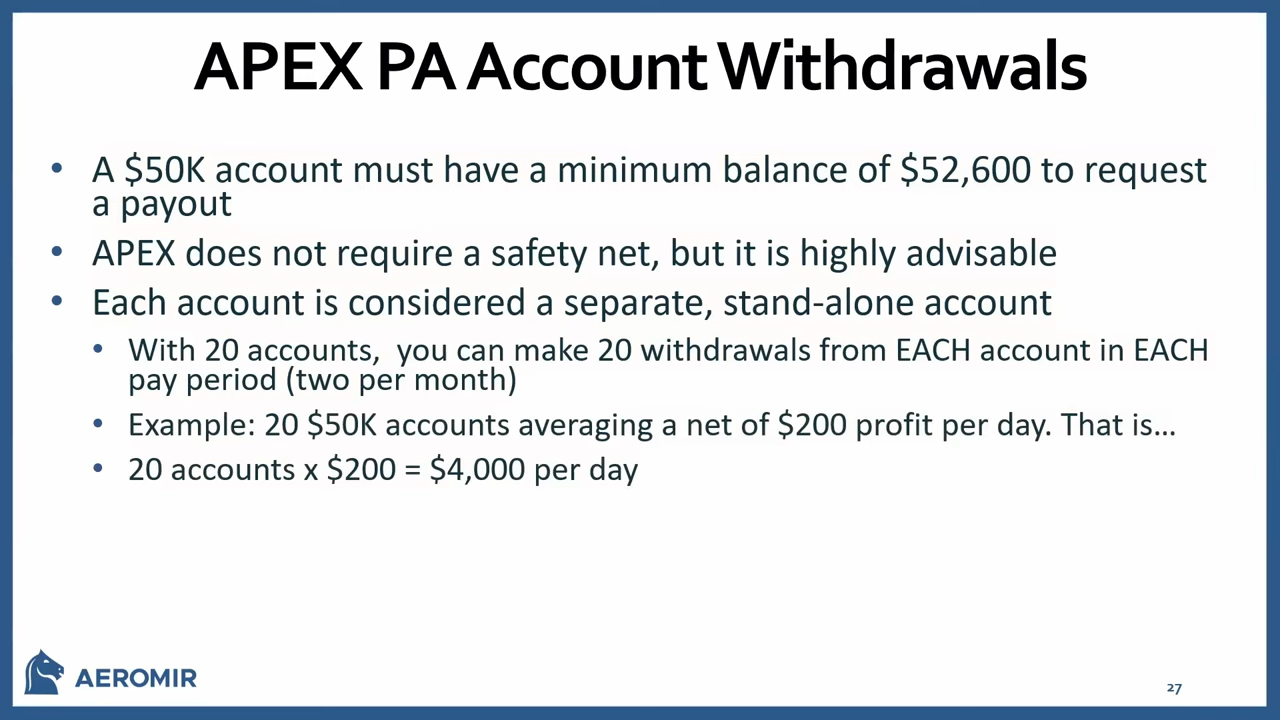 APEX PA Account Withdrawals
• A $50K account must have a minimum balance of $52,600 to request
a payout
• APEX does not require a safety net, but it is highly advisable
• Each account is considered a separate, stand-alone account
• With 20 accounts,  you can make 20 withdrawals from EACH account in EACH
pay period (two per month)
• Example: 20 $50K accounts averaging a net of $200 profit per day. That is…
• 20 accounts x $200 = $4,000 per day
AEROMIR
27